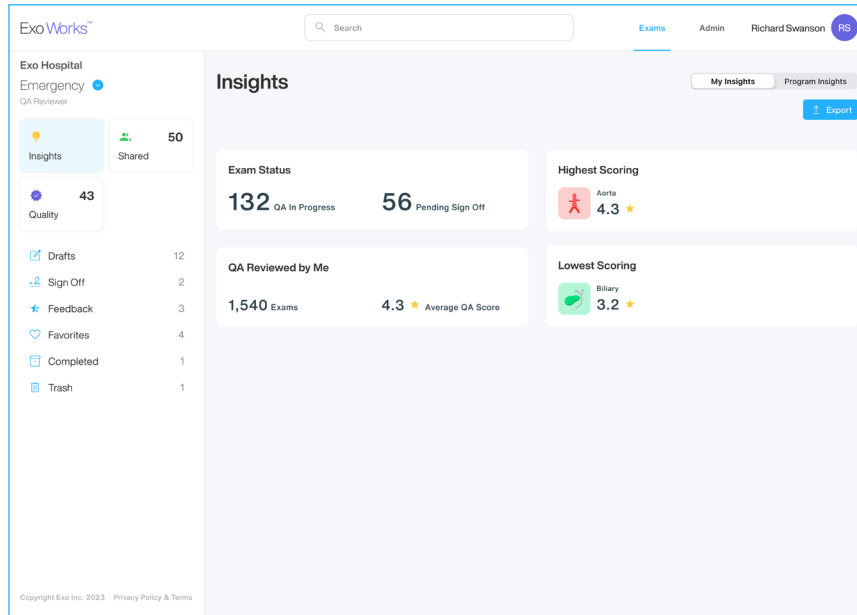 Exo Works™
Search
Exams
Admin
Richard Swanson
RS
Exo Hospital
Emergency
QA Reviewer
Insights
50
Shared
43
Quality
Drafts 12
Sign Off 2
Feedback 3
Favorites 4
Completed 1
Trash 1
Copyright Exo Inc. 2023 Privacy Policy & Terms
Insights
My Insights
Program Insights
Export
Exam Status
132 QA In Progress
56 Pending Sign Off
Highest Scoring
Aorta
4.3
QA Reviewed by Me
1,540 Exams
4.3 Average QA Score
Lowest Scoring
Biliary
3.2